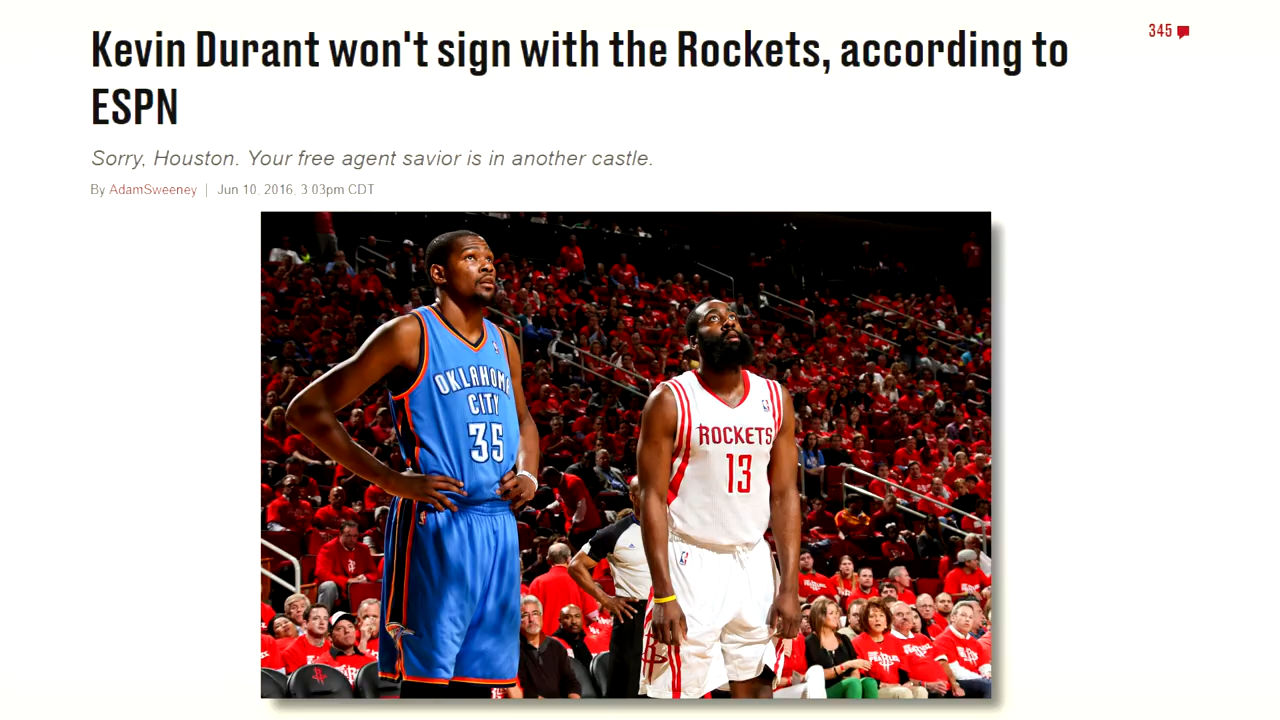 Kevin Durant won't sign with the Rockets, according to
345
ESPN
Sorry, Houston. Your free agent savior is in another castle.
By AdamSweeney | Jun 10, 2016, 3:03pm CDT
OKLAHOMA
CITY
35
ROCKETS
13